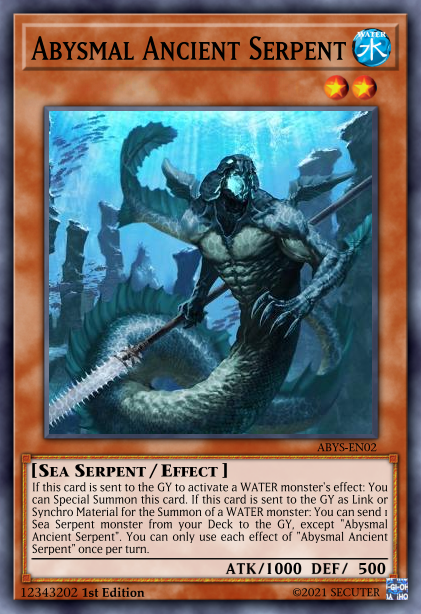 Abysmal Ancient Serpent
WATER
水
ABYS-EN02
[Sea Serpent / Effect ]
If this card is sent to the GY to activate a WATER monster's effect: You
can Special Summon this card. If this card is sent to the GY as Link or
Synchro Material for the Summon of a WATER monster: You can send 1
Sea Serpent monster from your Deck to the GY, except "Abysmal
Ancient Serpent". You can only use each effect of "Abysmal Ancient
Serpent" once per turn.
ATK/1000 DEF/ 500
12343202 1st Edition
©2021 SECUTER